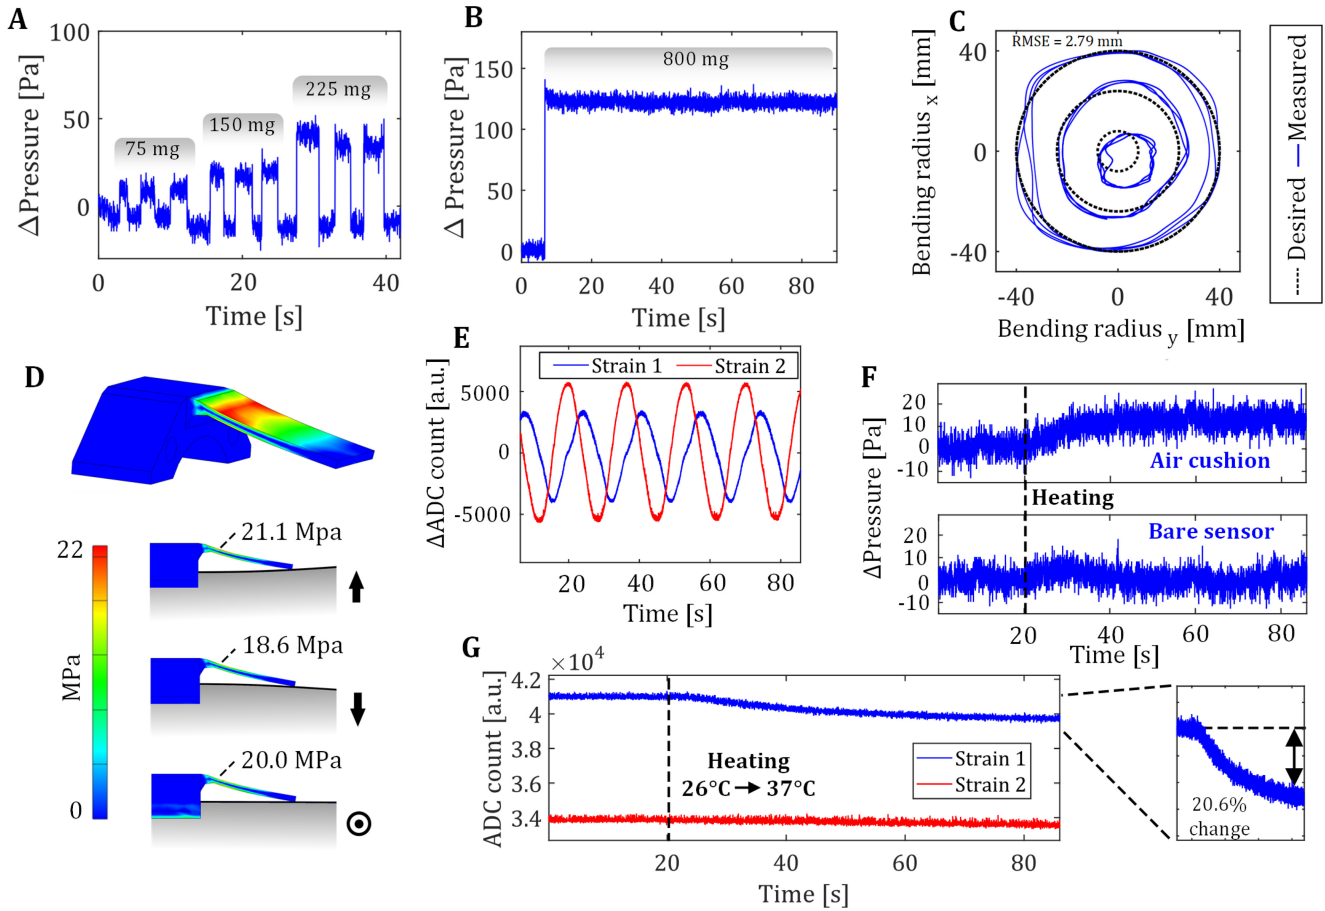 A
100
50
0
ΔPressure [Pa]
75 mg
150 mg
225 mg
0
20
40
Time [s]
B
150
100
50
0
Δ Pressure [Pa]
800 mg
0
20
40
60
80
Time [s]
C
RMSE = 2.79 mm
40
0
-40
Bending radius x [mm]
-40
0
40
Bending radius y [mm]
Desired
Measured
D
22
MPa
0
21.1 Mpa
18.6 Mpa
20.0 MPa
E
Strain 1
Strain 2
5000
0
-5000
ΔADC count [a.u.]
20
40
60
80
Time [s]
F
20
10
0
-10
Air cushion
Heating
20
10
0
-10
Bare sensor
ΔPressure [Pa]
20
40
60
80
Time [s]
G
×10⁴
4.2
4
3.8
3.6
3.4
ADC count [a.u.]
Heating
26°C → 37°C
Strain 1
Strain 2
20
40
60
80
Time [s]
20.6%
change